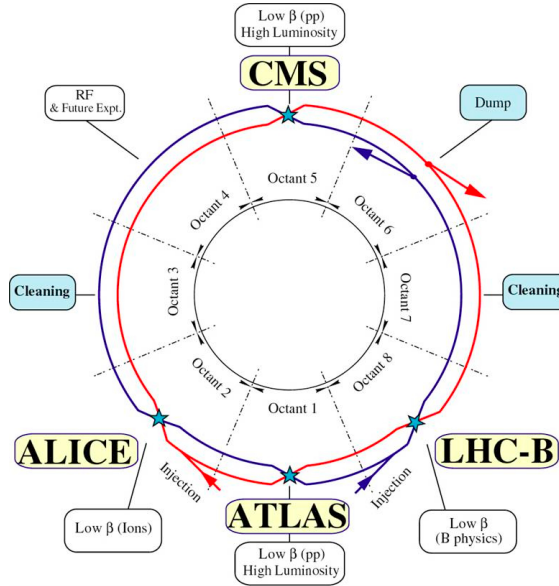 Low β (pp)
High Luminosity
CMS
RF
& Future Expt.
Dump
Octant 5
Octant 4
Octant 6
Octant 3
Octant 7
Cleaning
Cleaning
Octant 2
Octant 8
Octant 1
ALICE
LHC-B
Injection
Injection
ATLAS
Low β (Ions)
Low β
(B physics)
Low β (pp)
High Luminosity